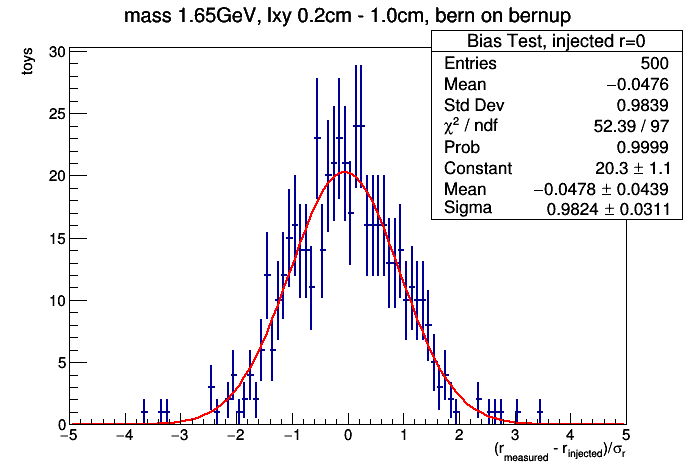 mass 1.65GeV, lxy 0.2cm - 1.0cm, bern on bernup
Bias Test, injected r=0
Entries 500
Mean −0.0476
Std Dev 0.9839
χ² / ndf 52.39 / 97
Prob 0.9999
Constant 20.3 ± 1.1
Mean −0.0478 ± 0.0439
Sigma 0.9824 ± 0.0311
toys
30
25
20
15
10
5
0
−5 −4 −3 −2 −1 0 1 2 3 4 5
(r_measured - r_injected)/σ_r